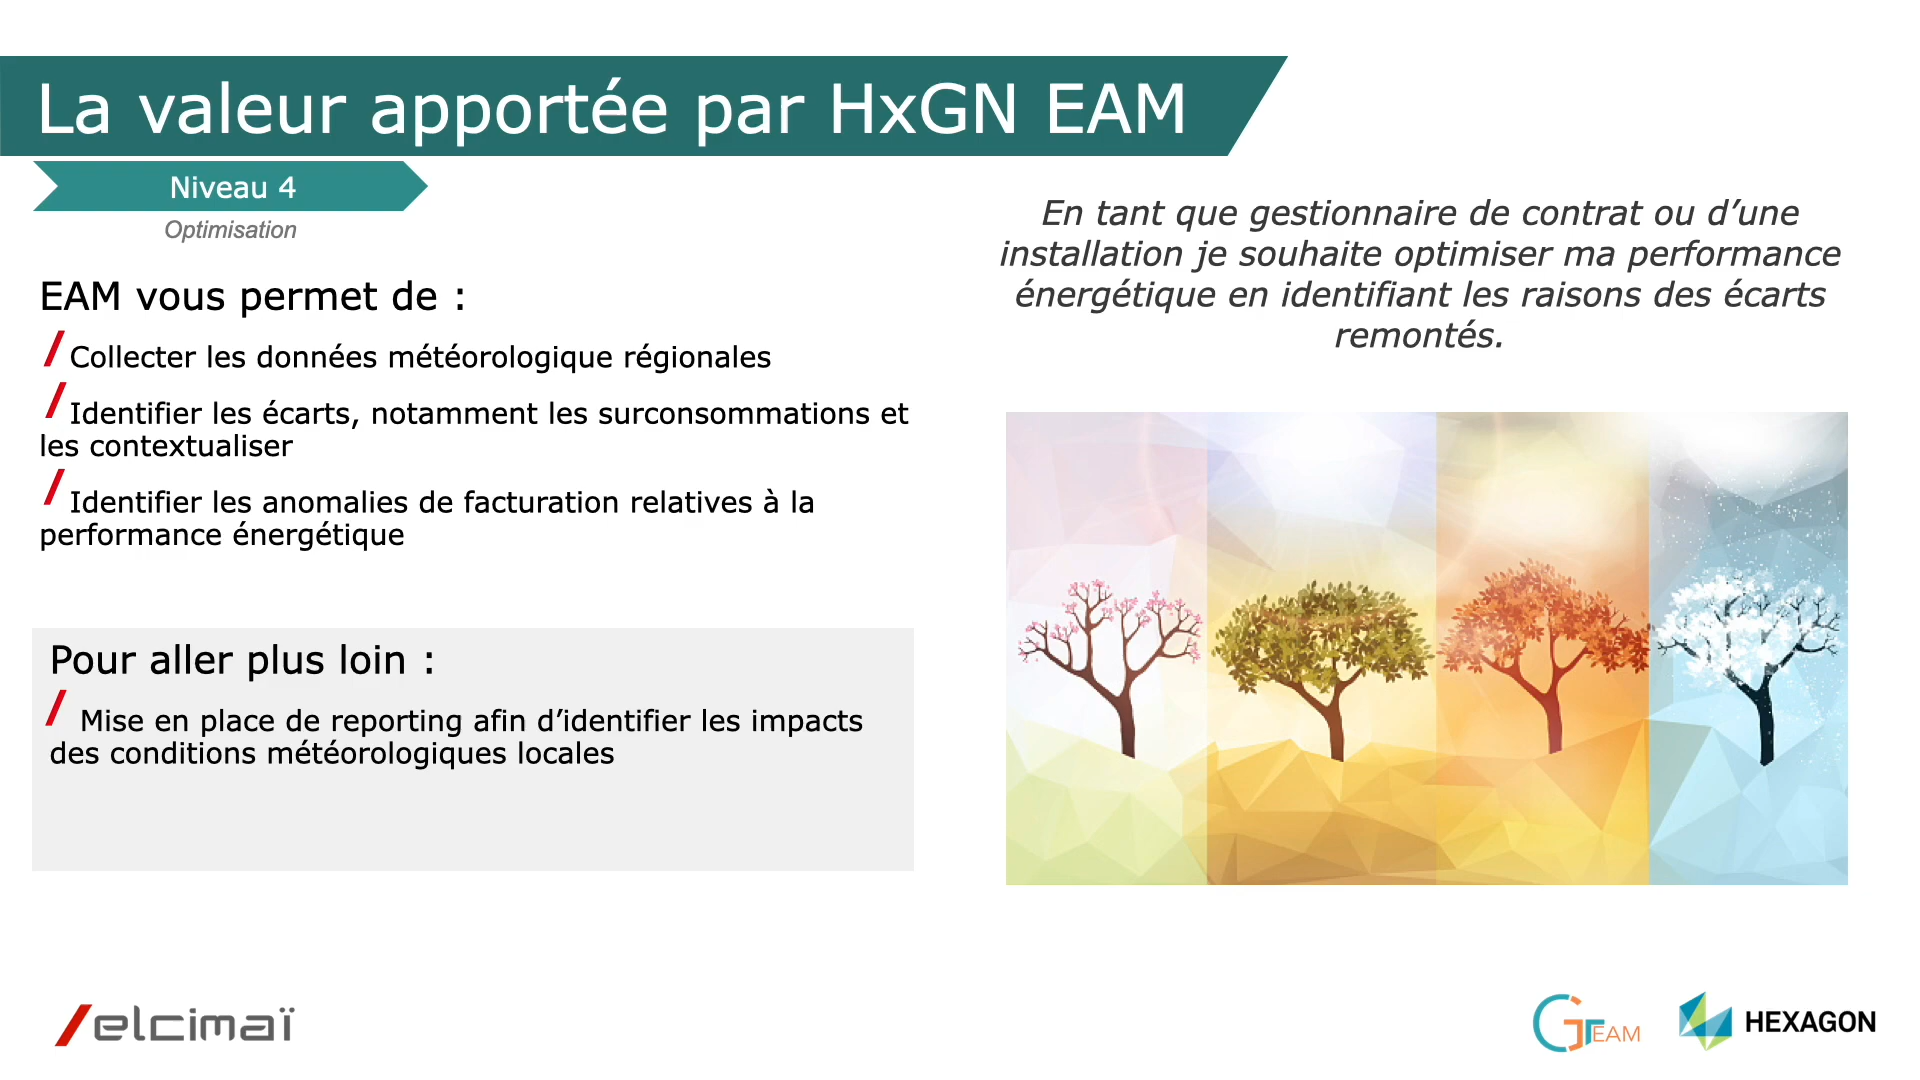 La valeur apportée par HxGN EAM
Niveau 4
Optimisation
EAM vous permet de :
/ Collecter les données météorologique régionales
/ Identifier les écarts, notamment les surconsommations et
les contextualiser
/ Identifier les anomalies de facturation relatives à la
performance énergétique
Pour aller plus loin :
/ Mise en place de reporting afin d’identifier les impacts
des conditions météorologiques locales
En tant que gestionnaire de contrat ou d’une
installation je souhaite optimiser ma performance
énergétique en identifiant les raisons des écarts
remontés.
/elcimaï
GJTEAM
HEXAGON